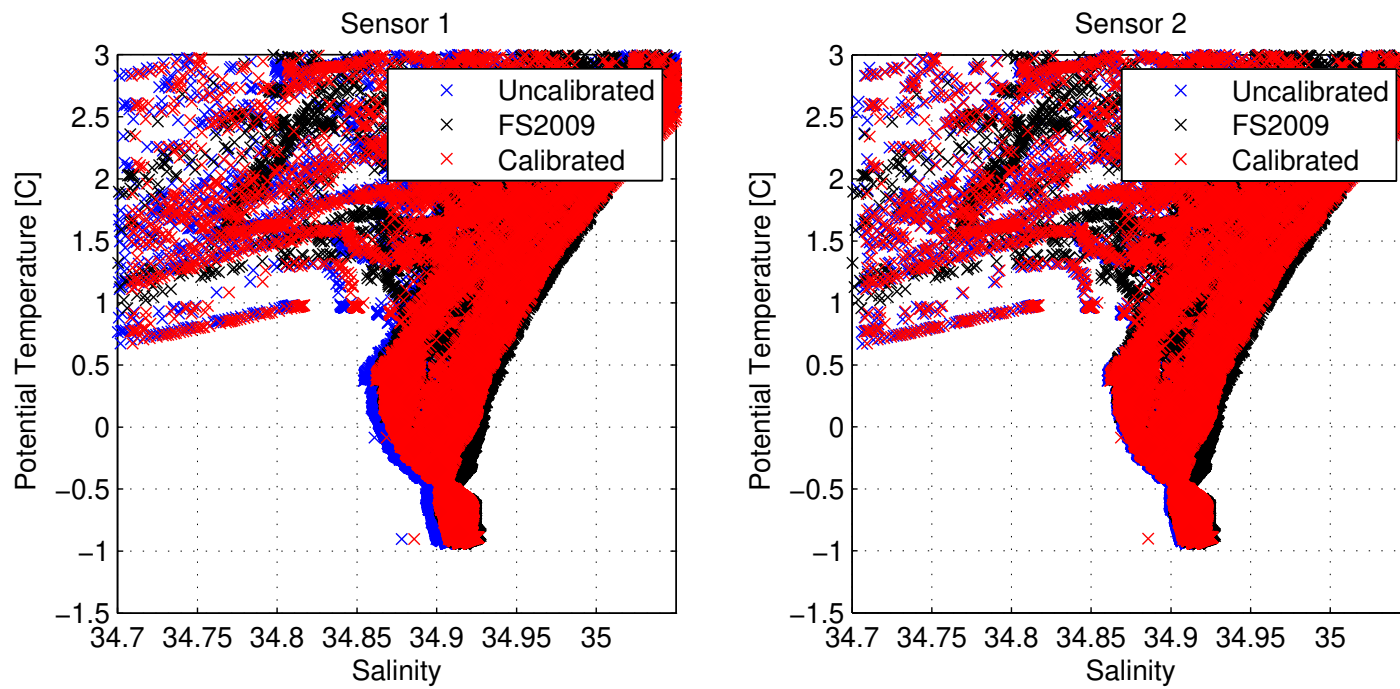 Sensor 1
3
2.5
2
1.5
1
0.5
0
−0.5
−1
−1.5
Potential Temperature [C]
Uncalibrated
FS2009
Calibrated
34.7 34.75 34.8 34.85 34.9 34.95 35
Salinity
Sensor 2
3
2.5
2
1.5
1
0.5
0
−0.5
−1
−1.5
Potential Temperature [C]
Uncalibrated
FS2009
Calibrated
34.7 34.75 34.8 34.85 34.9 34.95 35
Salinity